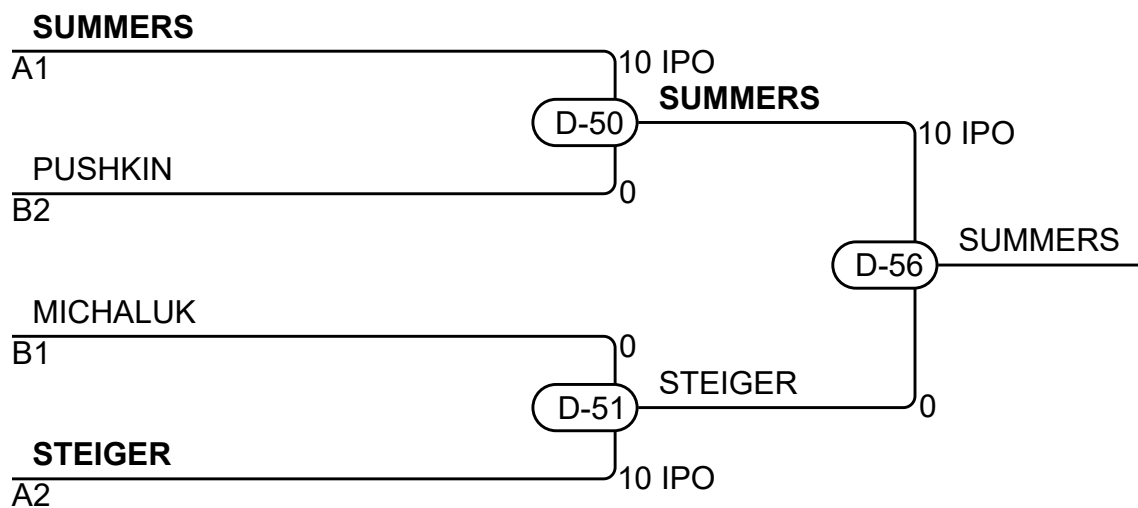 SUMMERS
A1
10 IPO
D-50
SUMMERS
PUSHKIN
B2
0
10 IPO
D-56
SUMMERS
MICHALUK
B1
0
D-51
STEIGER
0
STEIGER
A2
10 IPO